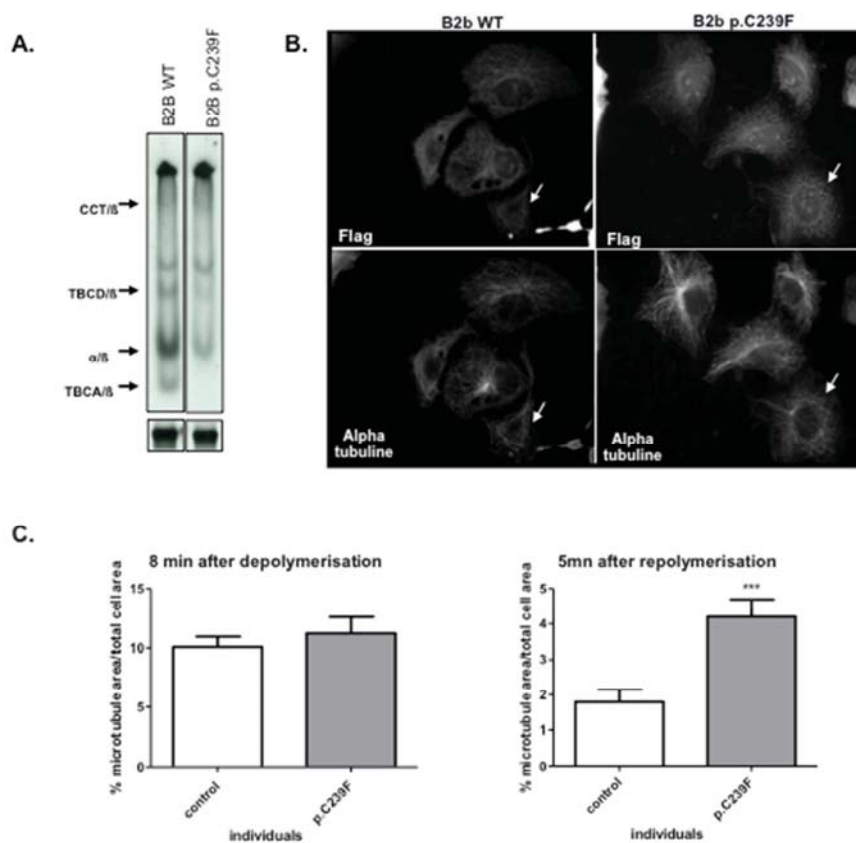 A.
B2B WT
B2B p.C239F
CCT/ß
TBCD/ß
α/ß
TBCA/ß
B.
B2b WT
B2b p.C239F
Flag
Flag
Alpha
tubuline
Alpha
tubuline
C.
8 min after depolymerisation
% microtubule area/total cell area
15
10
5
0
control
p.C239F
individuals
5mn after repolymerisation
% microtubule area/total cell area
***
5
4
3
2
1
0
control
p.C239F
individuals